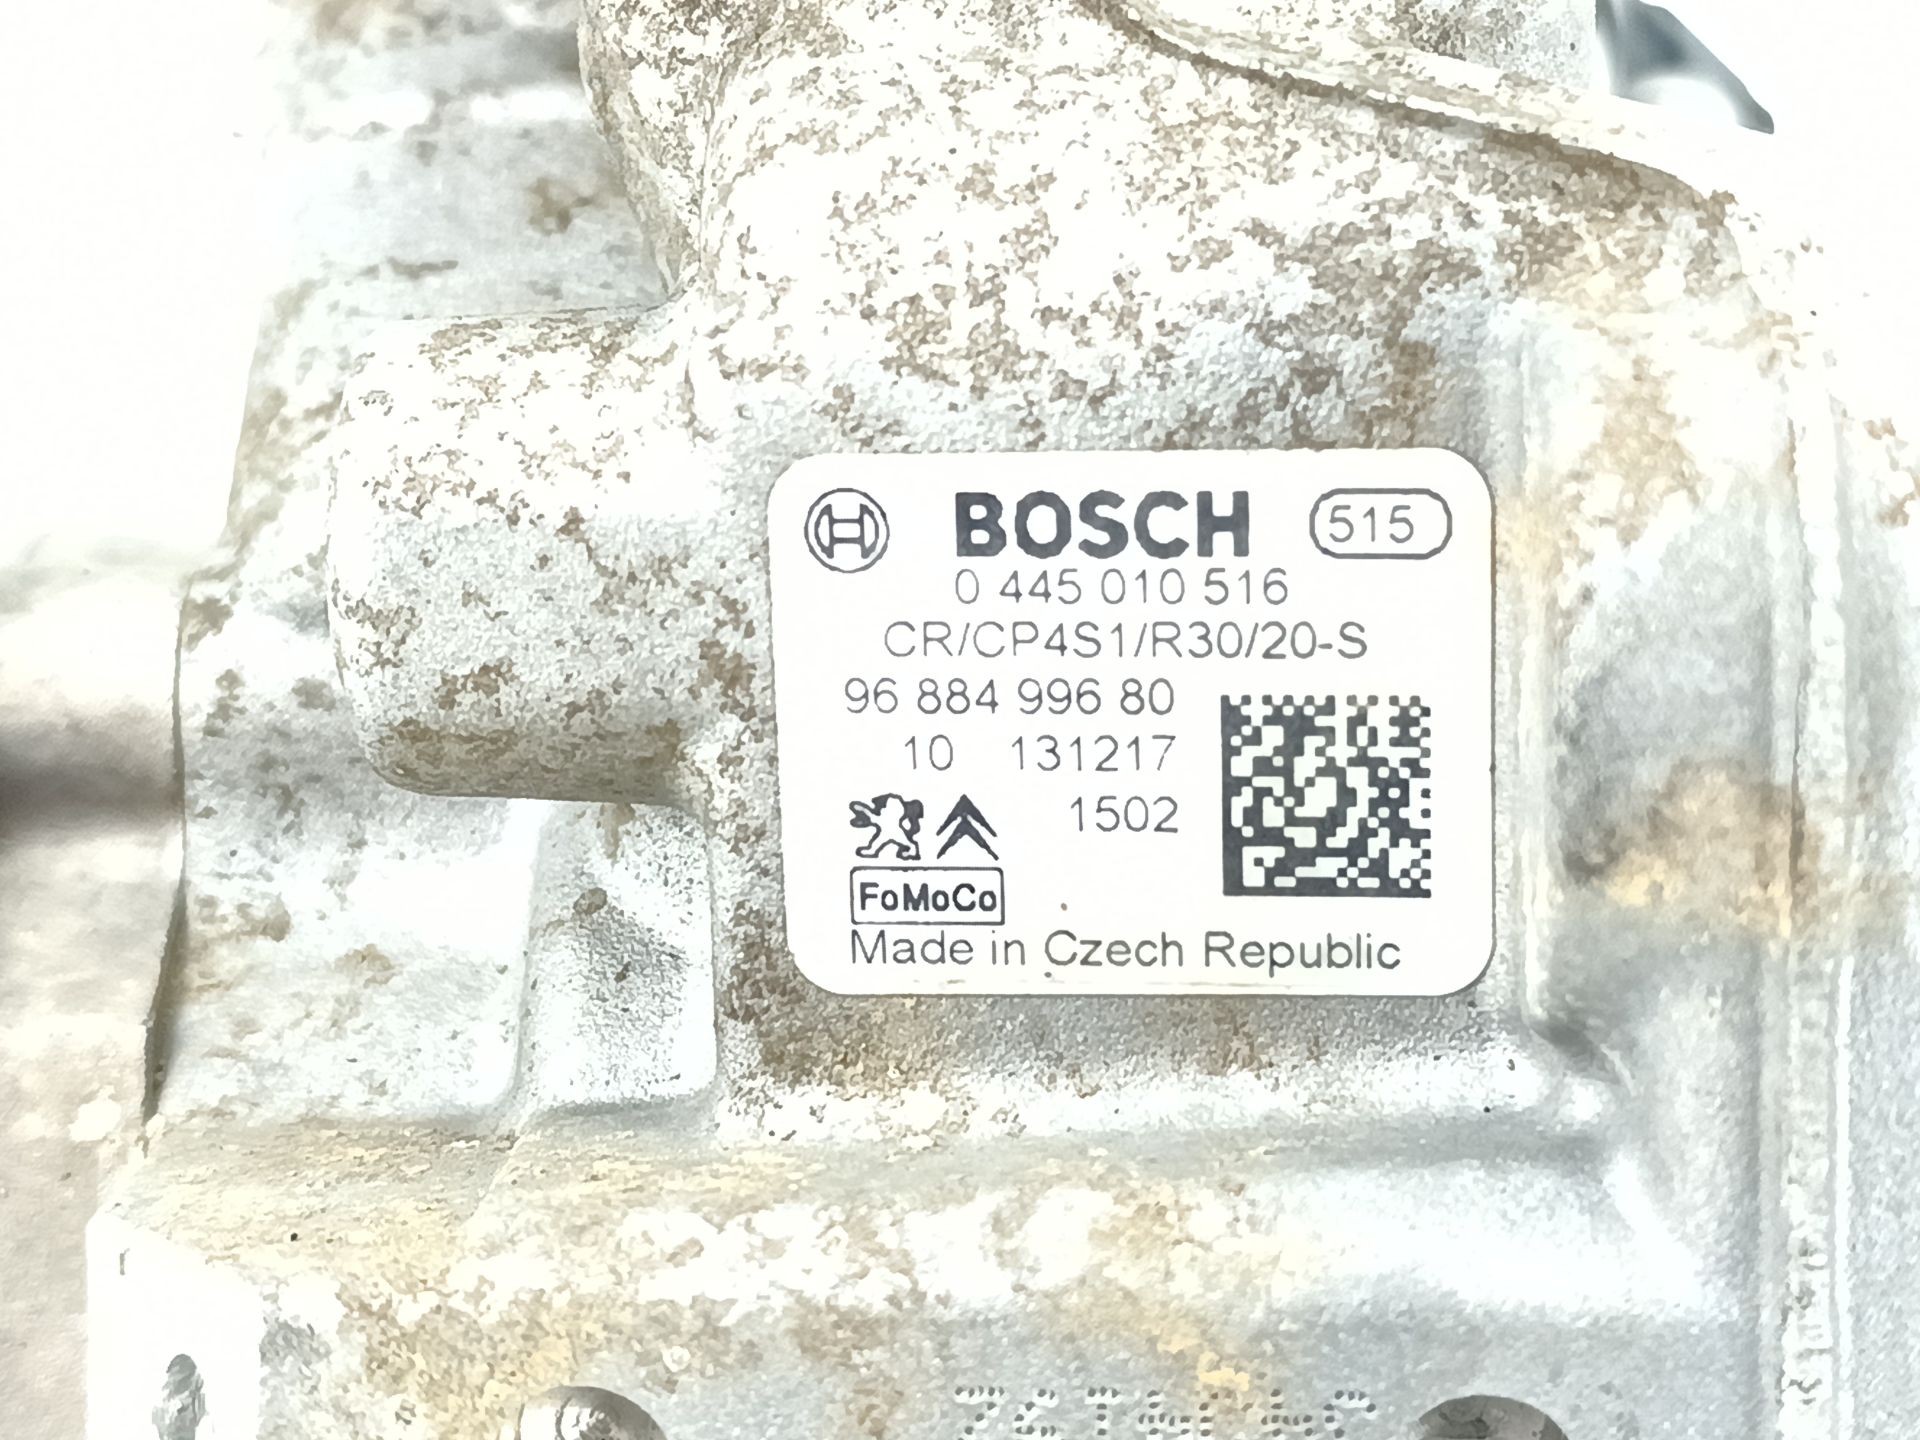 BOSCH 515
0 445 010 516
CR/CP4S1/R30/20-S
96 884 996 80
10 131217
1502
FoMoCo
Made in Czech Republic